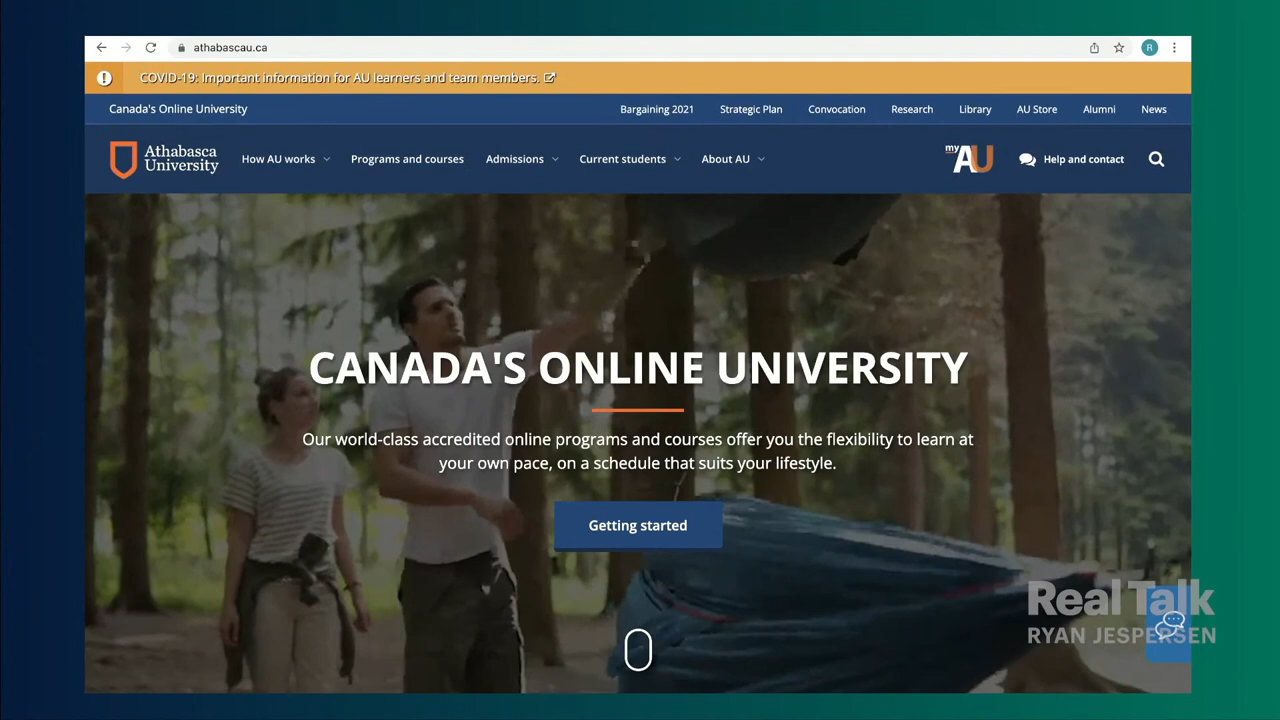 athabascau.ca
R
COVID-19: Important information for AU learners and team members.
Canada's Online University
Bargaining 2021
Strategic Plan
Convocation
Research
Library
AU Store
Alumni
News
Athabasca
University
How AU works
Programs and courses
Admissions
Current students
About AU
my
AU
Help and contact
CANADA'S ONLINE UNIVERSITY
Our world-class accredited online programs and courses offer you the flexibility to learn at
your own pace, on a schedule that suits your lifestyle.
Getting started
Real Talk
RYAN JESPERSEN